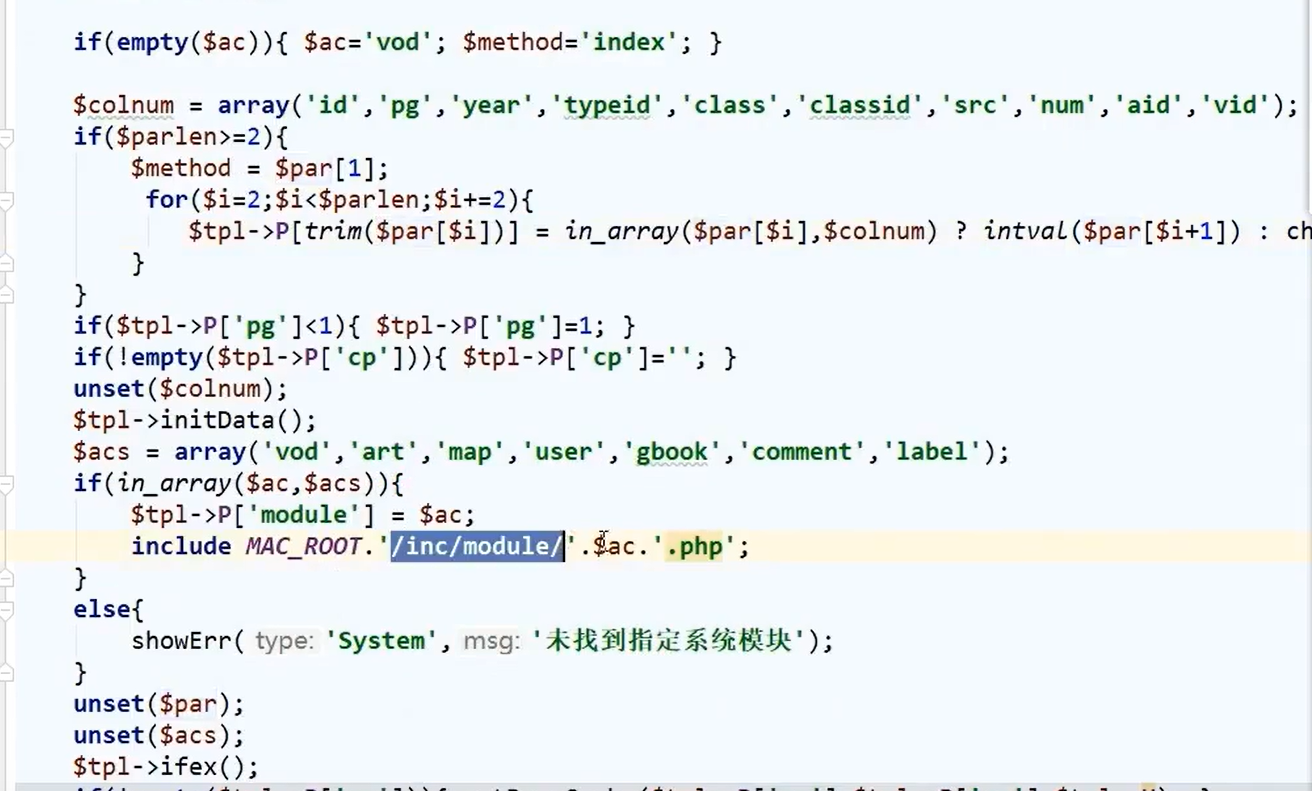 if(empty($ac)){ $ac='vod'; $method='index'; }
$colnum = array('id','pg','year','typeid','class','classid','src','num','aid','vid');
if($parlen>=2){
$method = $par[1];
for($i=2;$i<$parlen;$i+=2){
$tpl->P[trim($par[$i])] = in_array($par[$i],$colnum) ? intval($par[$i+1]) : ch
}
}
if($tpl->P['pg']<1){ $tpl->P['pg']=1; }
if(!empty($tpl->P['cp'])){ $tpl->P['cp']=''; }
unset($colnum);
$tpl->initData();
$acs = array('vod','art','map','user','gbook','comment','label');
if(in_array($ac,$acs)){
$tpl->P['module'] = $ac;
include MAC_ROOT.'/inc/module/'.$ac.'.php';
}
else{
showErr( type: 'System', msg: '未找到指定系统模块');
}
unset($par);
unset($acs);
$tpl->ifex();